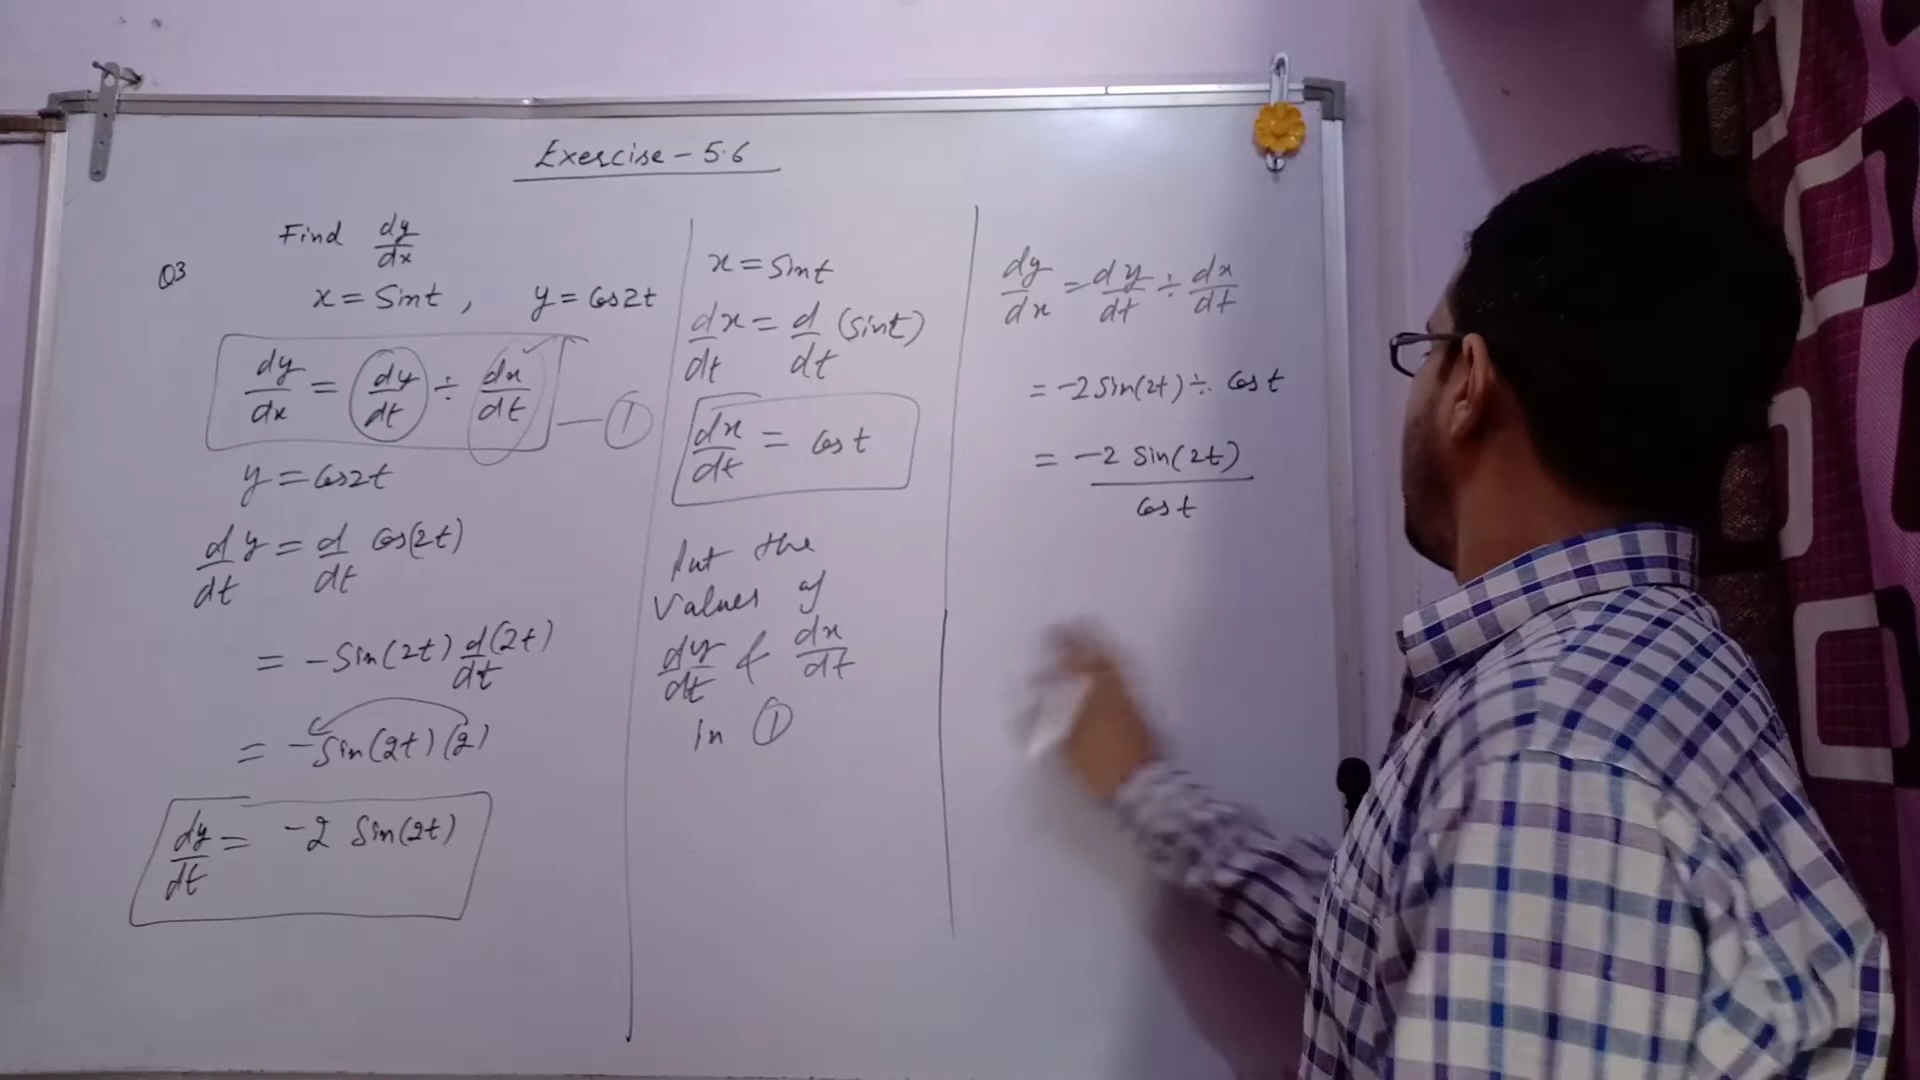 Exercise - 5.6
Find dy/dx
Q3
x = Sint , y = Cos2t
dy/dx = dy/dt ÷ dx/dt — ①
y = Cos2t
d/dt y = d/dt Cos(2t)
= - Sin(2t) d/dt (2t)
= - Sin(2t) (2)
dy/dt = -2 Sin(2t)
x = Sint
dx/dt = d/dt (Sint)
dx/dt = Cos t
Put the
Values of
dy/dt & dx/dt
in ①
dy/dx = dy/dt ÷ dx/dt
= -2 Sin(2t) ÷ Cos t
= -2 Sin(2t)
Cos t